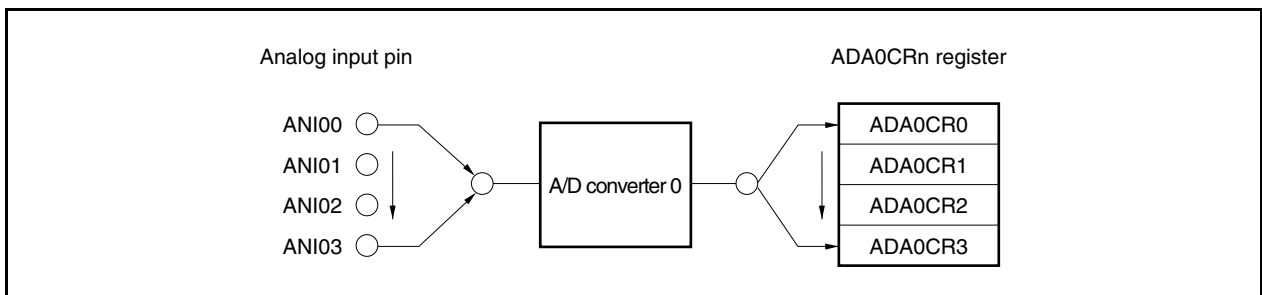 Analog input pin
ADA0CRn register
ANI00
ANI01
ANI02
ANI03
A/D converter 0
ADA0CR0
ADA0CR1
ADA0CR2
ADA0CR3